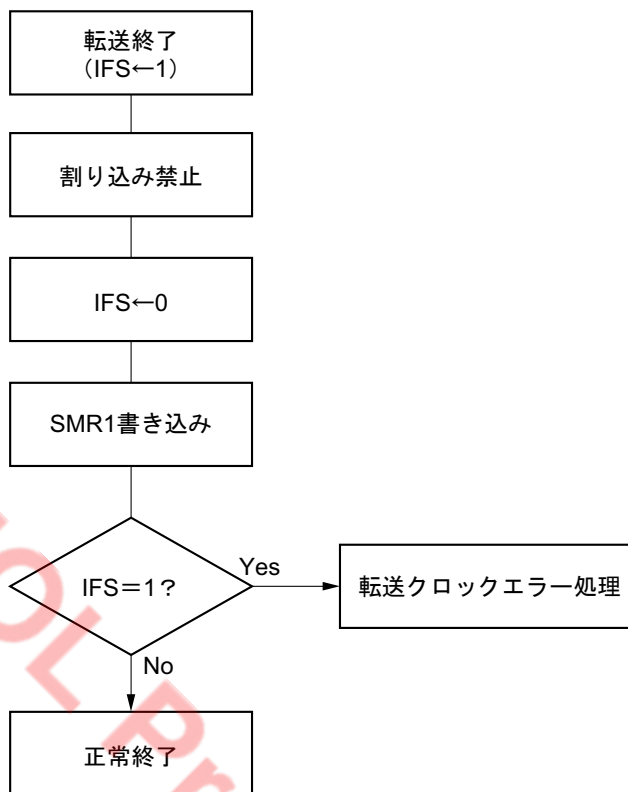 転送終了
（IFS←1）
割り込み禁止
IFS←0
SMR1書き込み
IFS＝1？
Yes
転送クロックエラー処理
No
正常終了
OL Pr